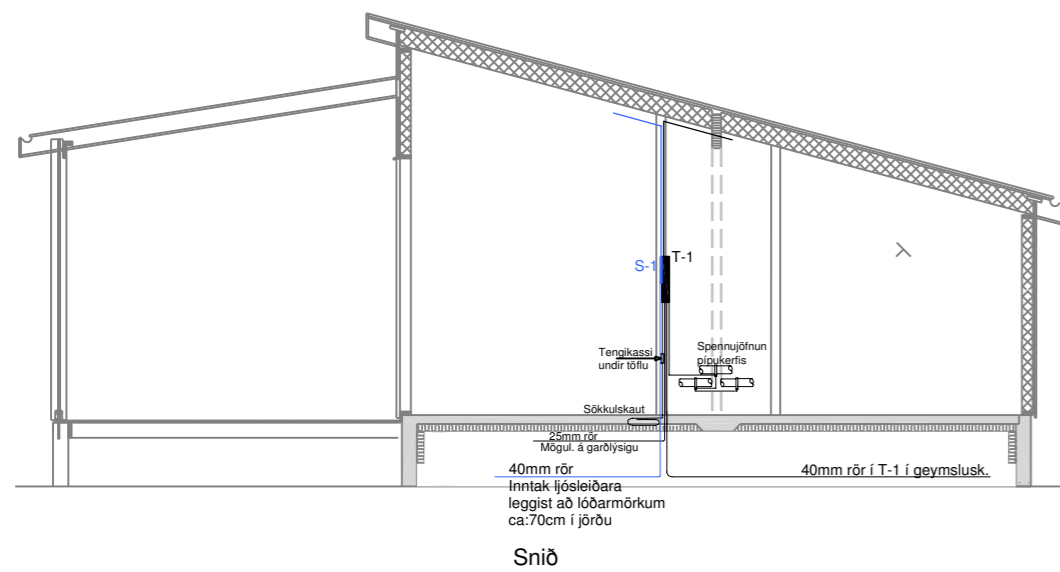 S-1
T-1
Tengikassi
undir töflu
Spennujöfnun
pípukerfis
Sökkulskaut
25mm rör
Mögul. á garðlýsigu
40mm rör
Inntak ljósleiðara
leggist að lóðarmörkum
ca:70cm í jörðu
40mm rör í T-1 í geymslusk.
Snið